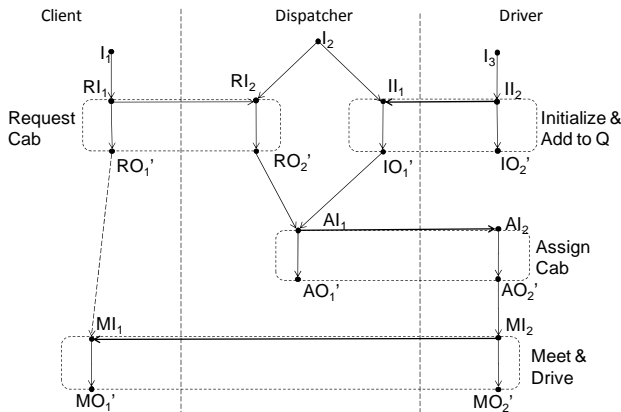 Client Dispatcher Driver
I1 I2 I3
RI1 RI2 II1 II2
Request
Cab
Initialize &
Add to Q
RO1’ RO2’ IO1’ IO2’
AI1 AI2
Assign
Cab
AO1’ AO2’
MI1 MI2
Meet &
Drive
MO1’ MO2’